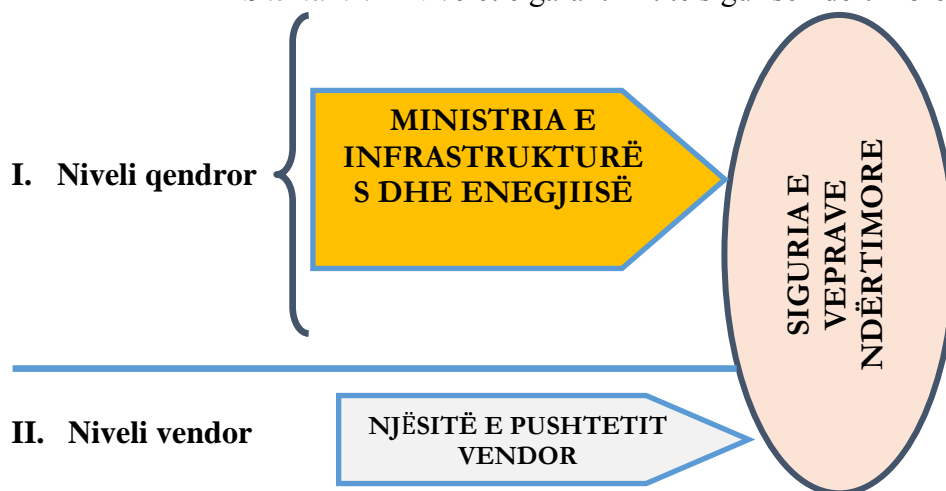 I. Niveli qendror
MINISTRIA E
INFRASTRUKTURË
S DHE ENEGJIISË
SIGURIA E
VEPRAVE
NDËRTIMORE
II. Niveli vendor
NJËSITË E PUSHTETIT
VENDOR